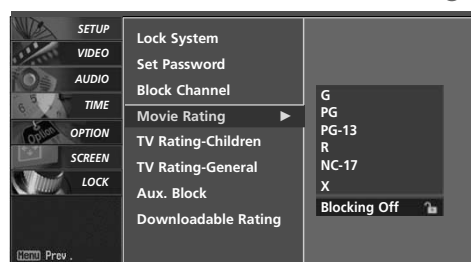 SETUP
VIDEO
AUDIO
TIME
OPTION
SCREEN
LOCK
Menu Prev.
Lock System
Set Password
Block Channel
Movie Rating
TV Rating-Children
TV Rating-General
Aux. Block
Downloadable Rating
G
PG
PG-13
R
NC-17
X
Blocking Off